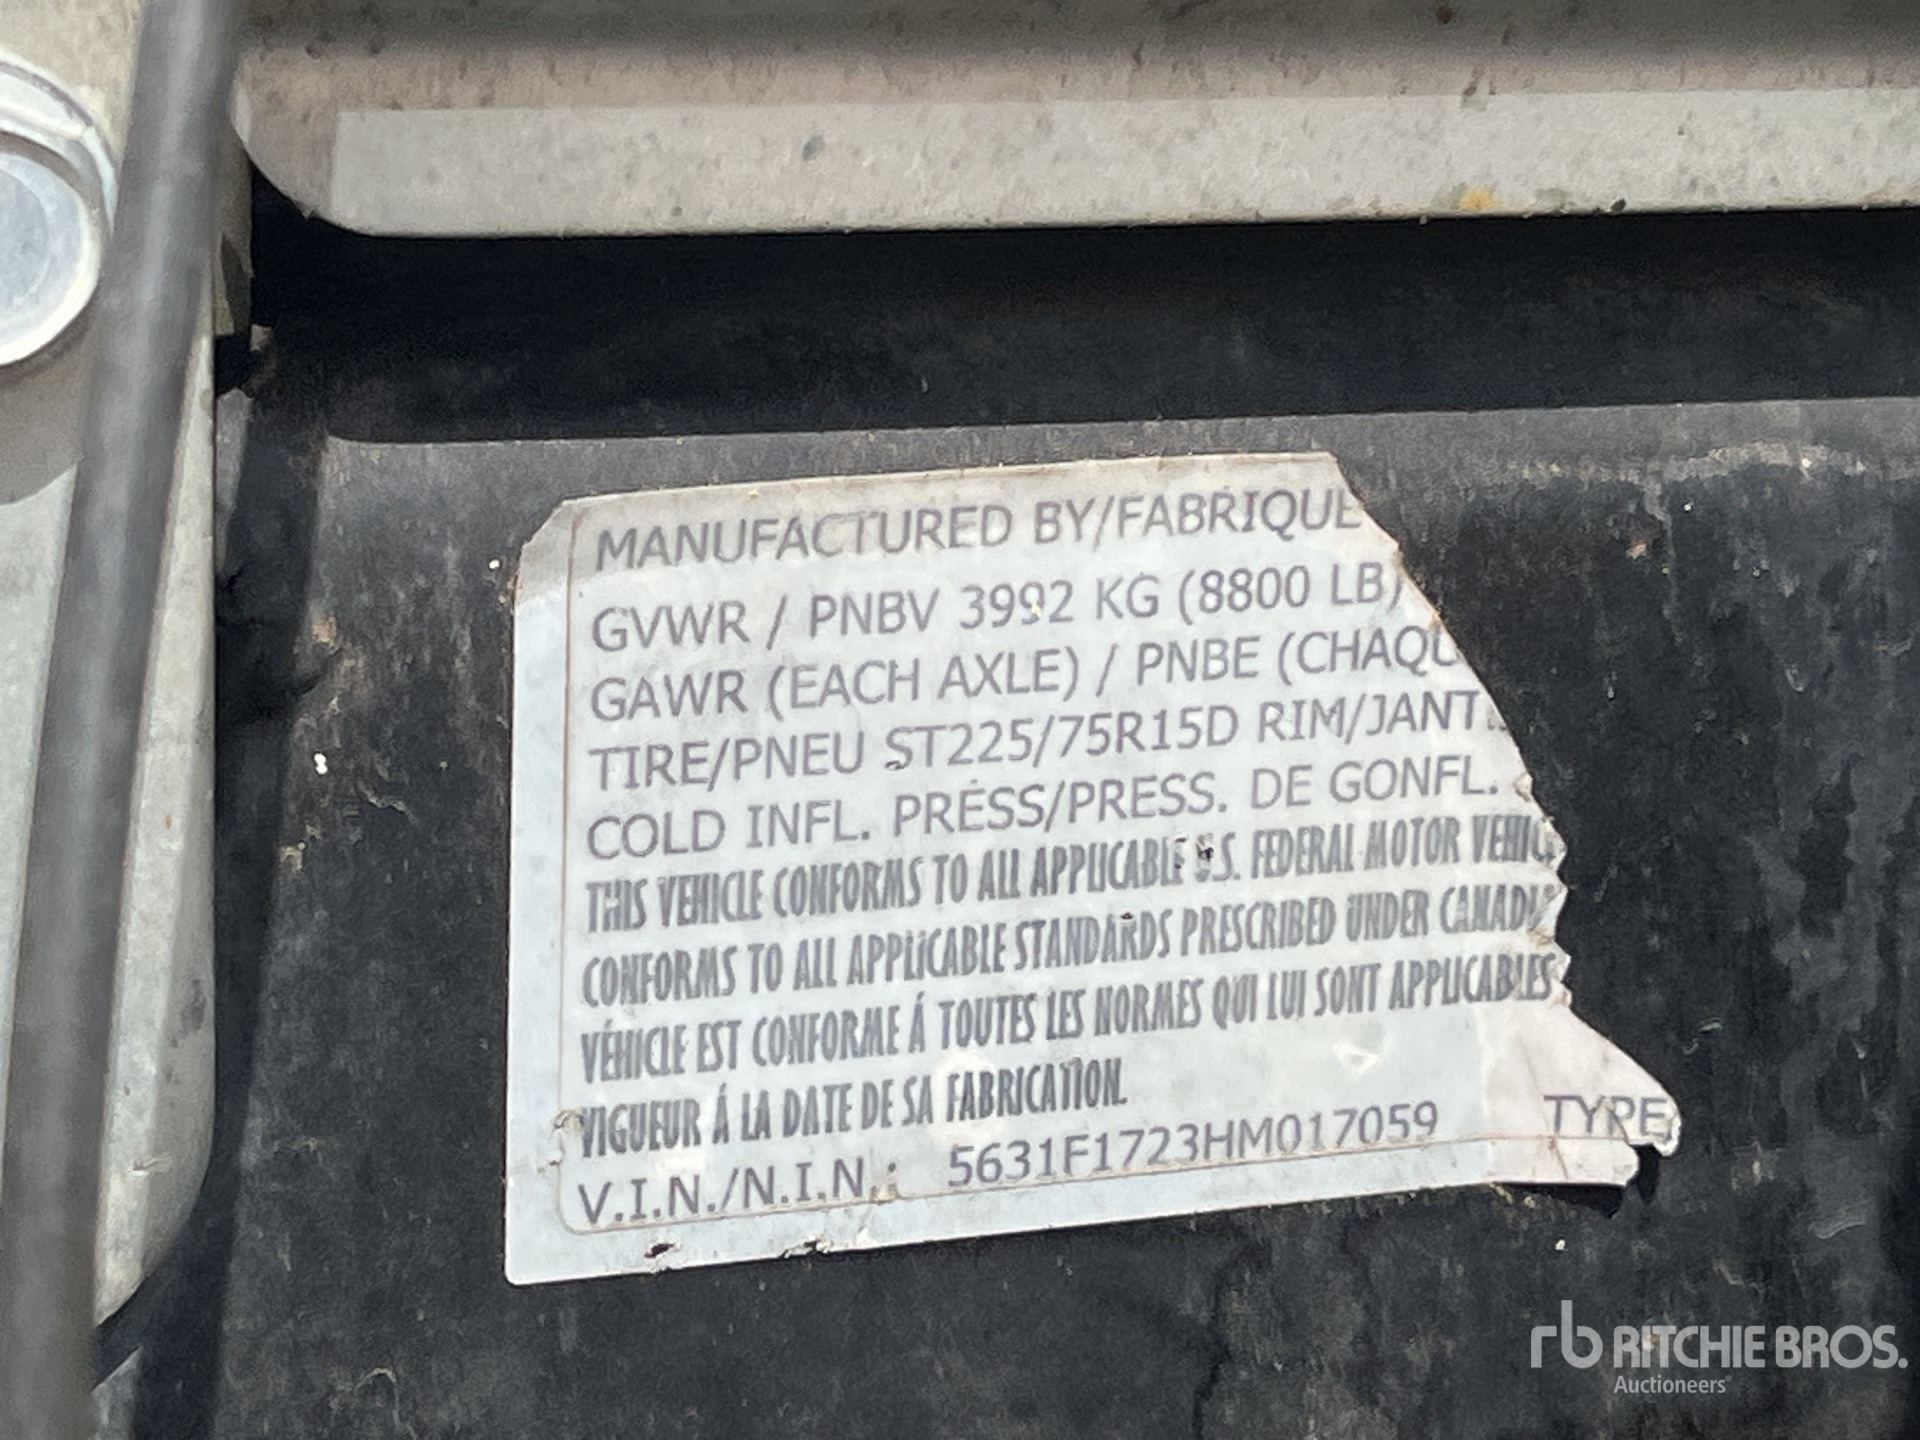 MANUFACTURED BY/FABRIQUE
GVWR / PNBV 3992 KG (8800 LB)
GAWR (EACH AXLE) / PNBE (CHAQU
TIRE/PNEU ST225/75R15D RIM/JANT
COLD INFL. PRESS/PRESS. DE GONFL.
THIS VEHICLE CONFORMS TO ALL APPLICABLE U.S. FEDERAL MOTOR VEHIC
CONFORMS TO ALL APPLICABLE STANDARDS PRESCRIBED UNDER CANADI
VÉHICLE EST CONFORME Á TOUTES LES NORMES QUI LUI SONT APPLICABLES
VIGUEUR Á LA DATE DE SA FABRICATION.
V.I.N./N.I.N.: 5631F1723HM017059 TYPE
rb RITCHIE BROS.
Auctioneers